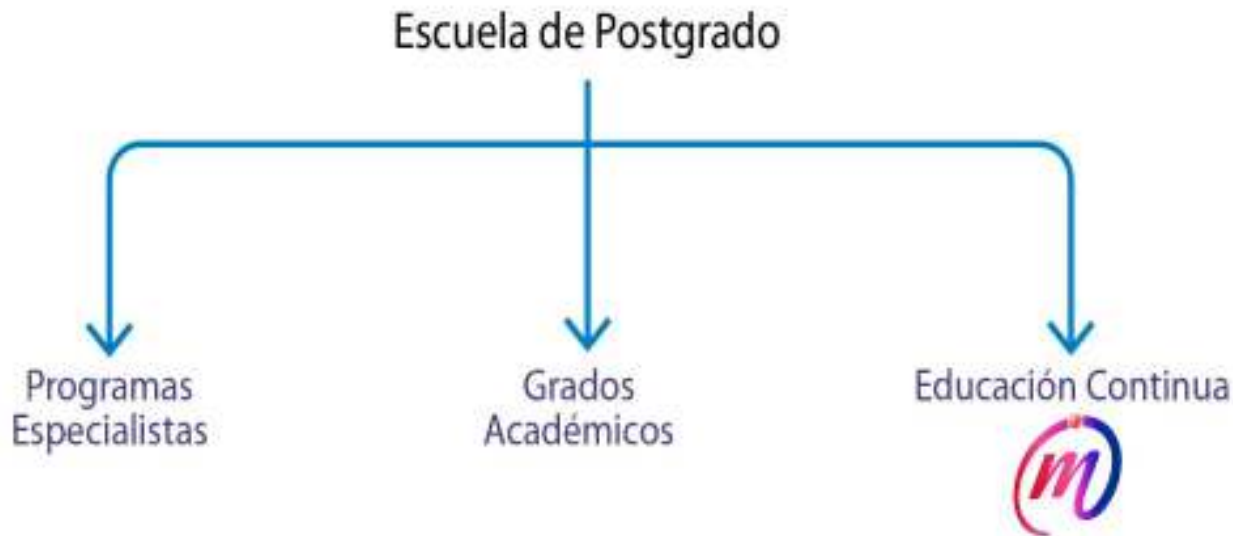 Escuela de Postgrado
Programas
Especialistas
Grados
Académicos
Educación Continua
m